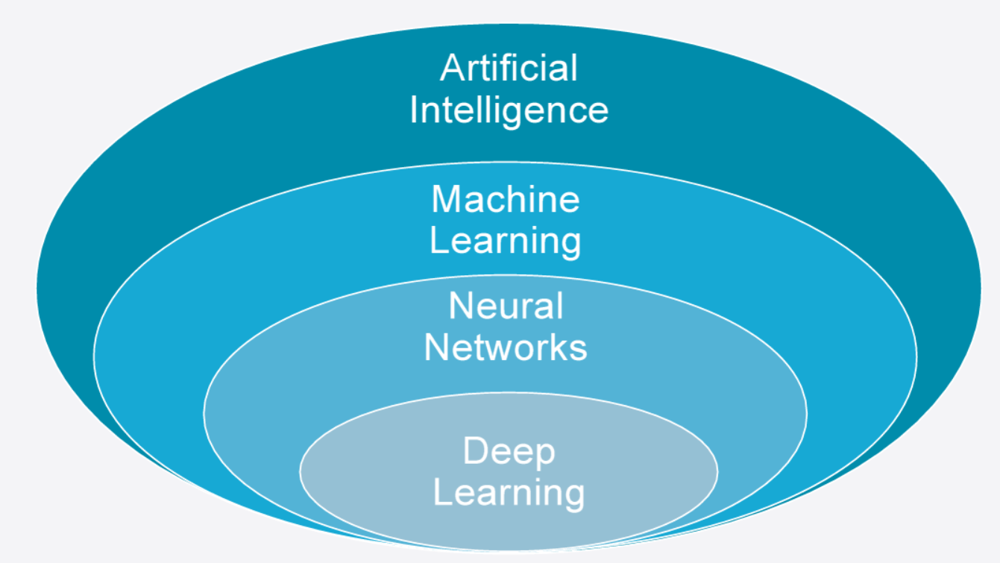 Artificial
Intelligence
Machine
Learning
Neural
Networks
Deep
Learning